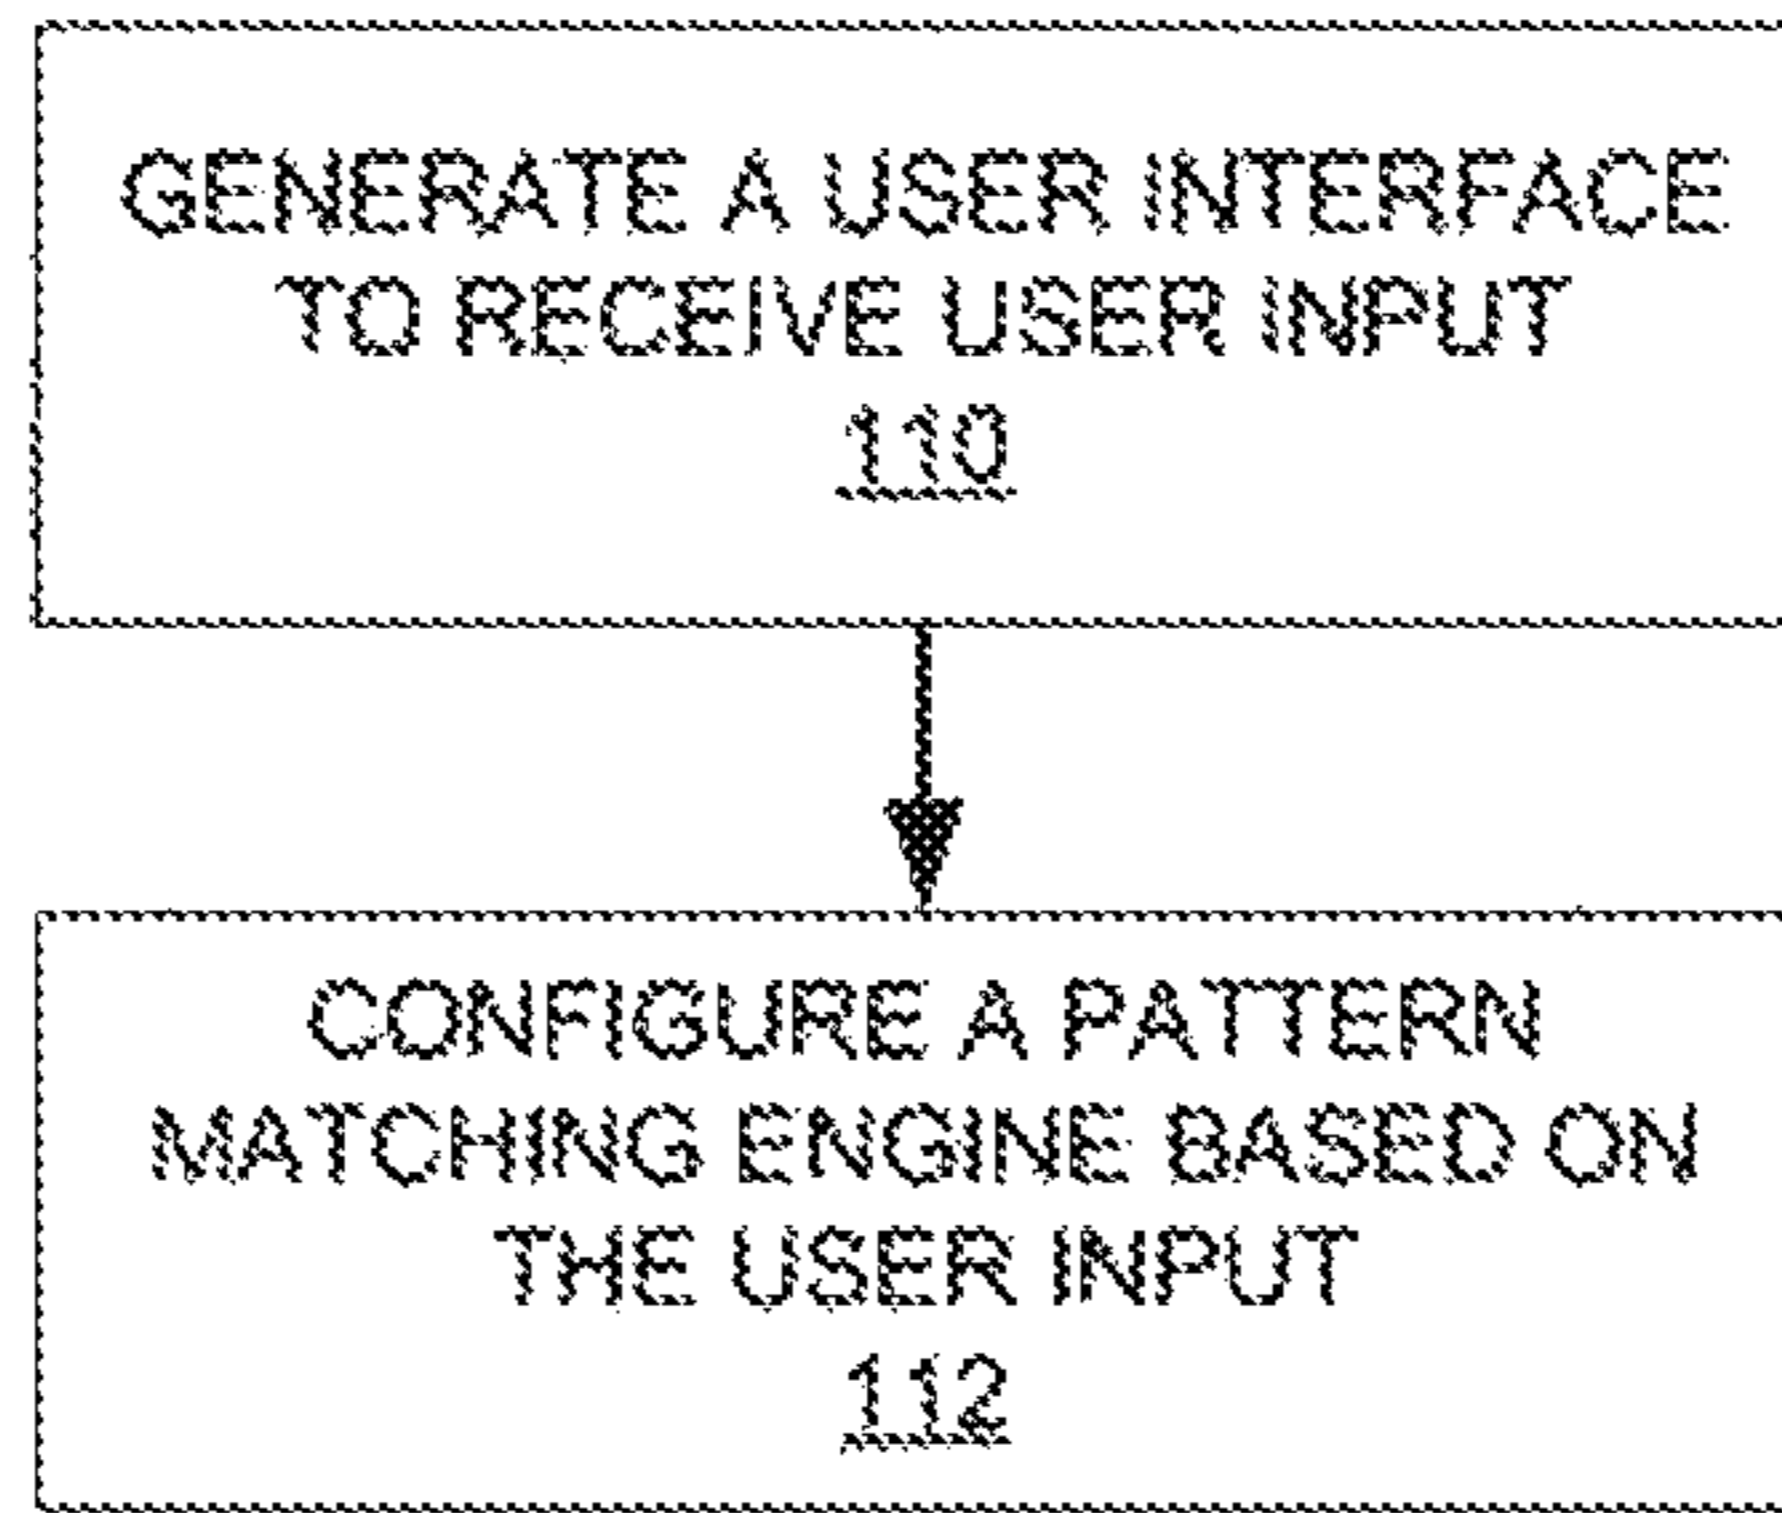 GENERATE A USER INTERFACE
TO RECEIVE USER INPUT
110
CONFIGURE A PATTERN
MATCHING ENGINE BASED ON
THE USER INPUT
112